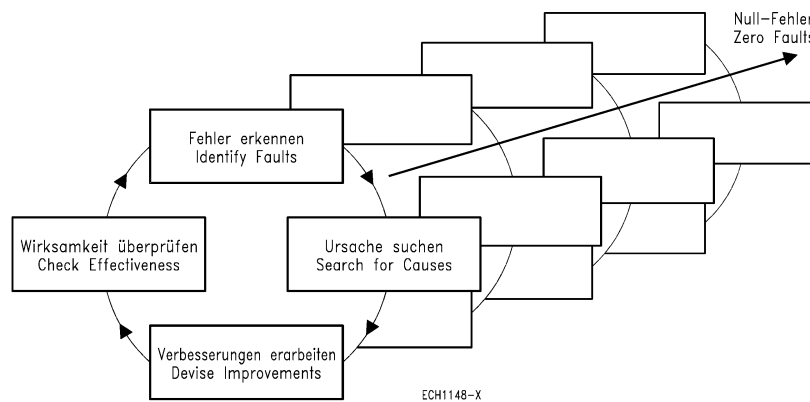 Null-Fehler
Zero Faults
Fehler erkennen
Identify Faults
Wirksamkeit überprüfen
Check Effectiveness
Ursache suchen
Search for Causes
Verbesserungen erarbeiten
Devise Improvements
ECH1148-X